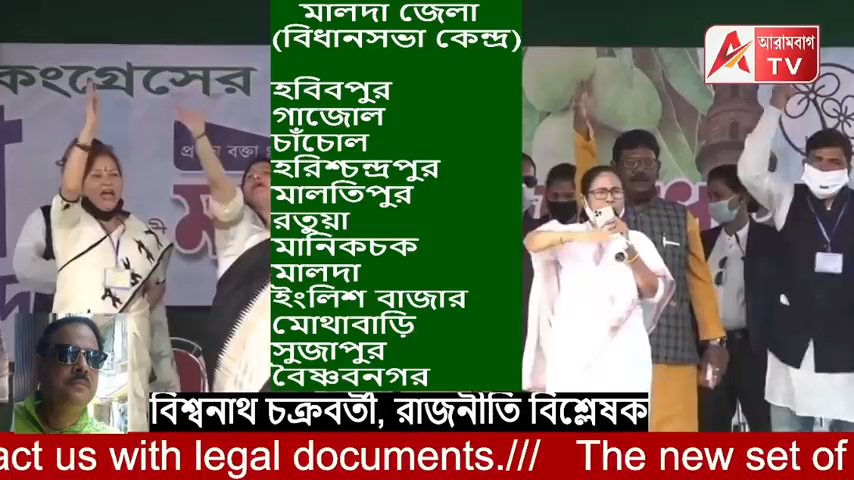 মালদা জেলা
(বিধানসভা কেন্দ্র)
হবিবপুর
গাজোল
চাঁচোল
হরিশ্চন্দ্রপুর
মালতিপুর
রতুয়া
মানিকচক
মালদা
ইংলিশ বাজার
মোথাবাড়ি
সুজাপুর
বৈষ্ণবনগর
আরামবাগ
TV
কংগ্রেসের
বক্তা
বিশ্বনাথ চক্রবর্তী, রাজনীতি বিশ্লেষক
act us with legal documents./// The new set of